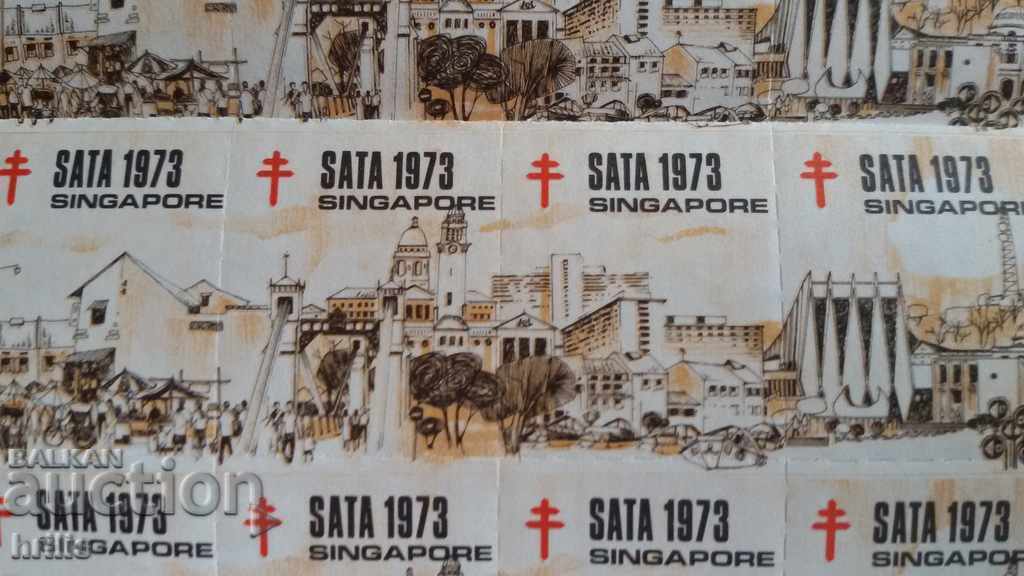 SATA 1973 SATA 1973 SATA 1973 SATA 1973
SINGAPORE SINGAPORE SINGAPORE SINGAPORE
BALKAN
auction
SATA 1973 SATA 1973 SATA 1973 SATA 1973
SINGAPORE SINGAPORE SINGAPORE SINGAPORE